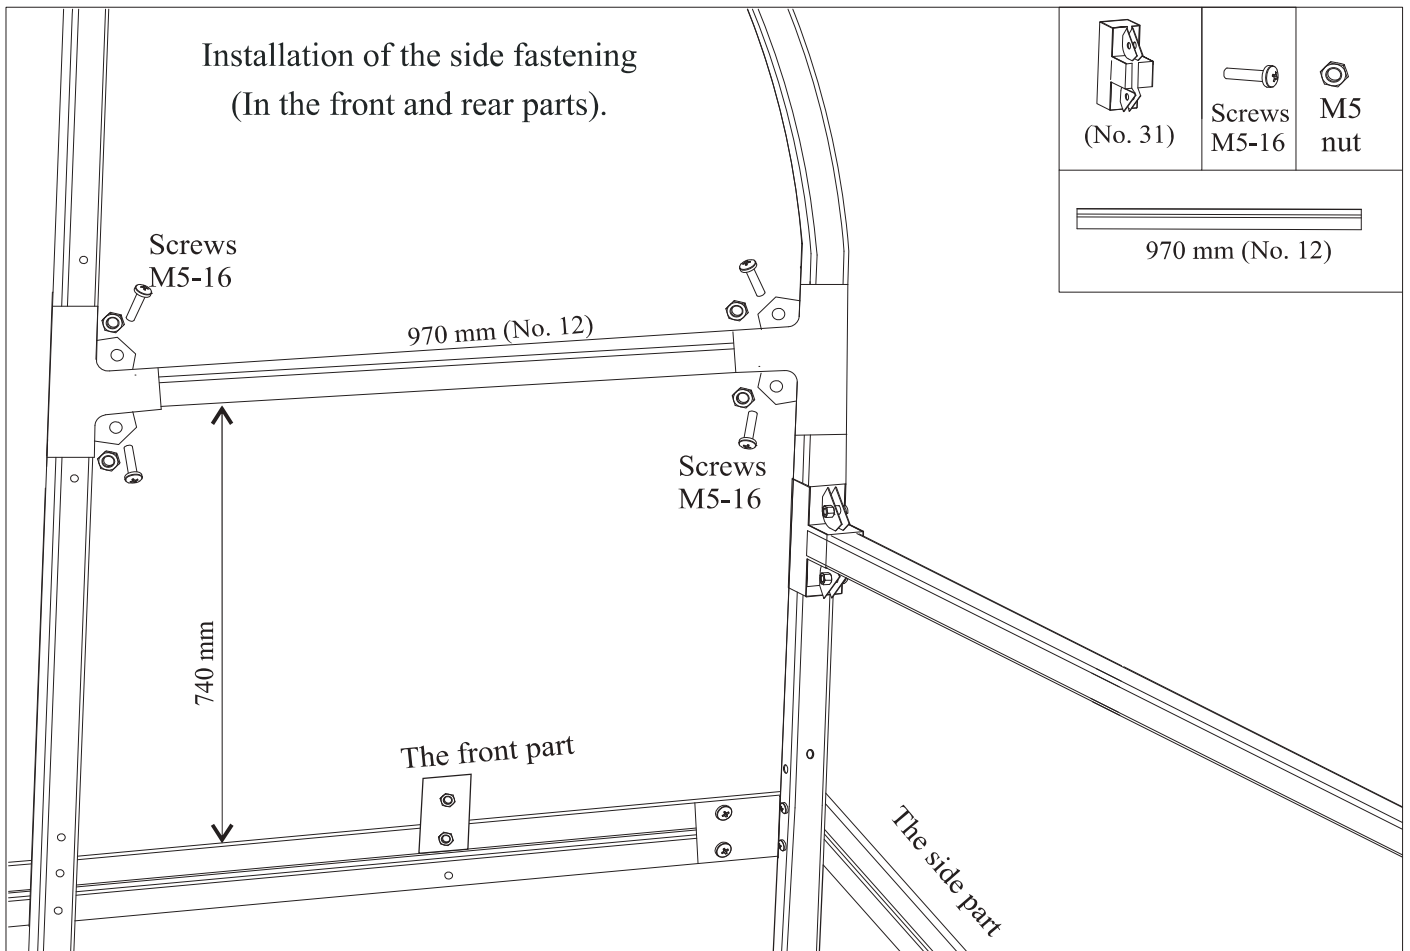 Installation of the side fastening
(In the front and rear parts).
(No. 31)
Screws
M5-16
M5
nut
970 mm (No. 12)
Screws
M5-16
970 mm (No. 12)
Screws
M5-16
740 mm
The front part
The side part